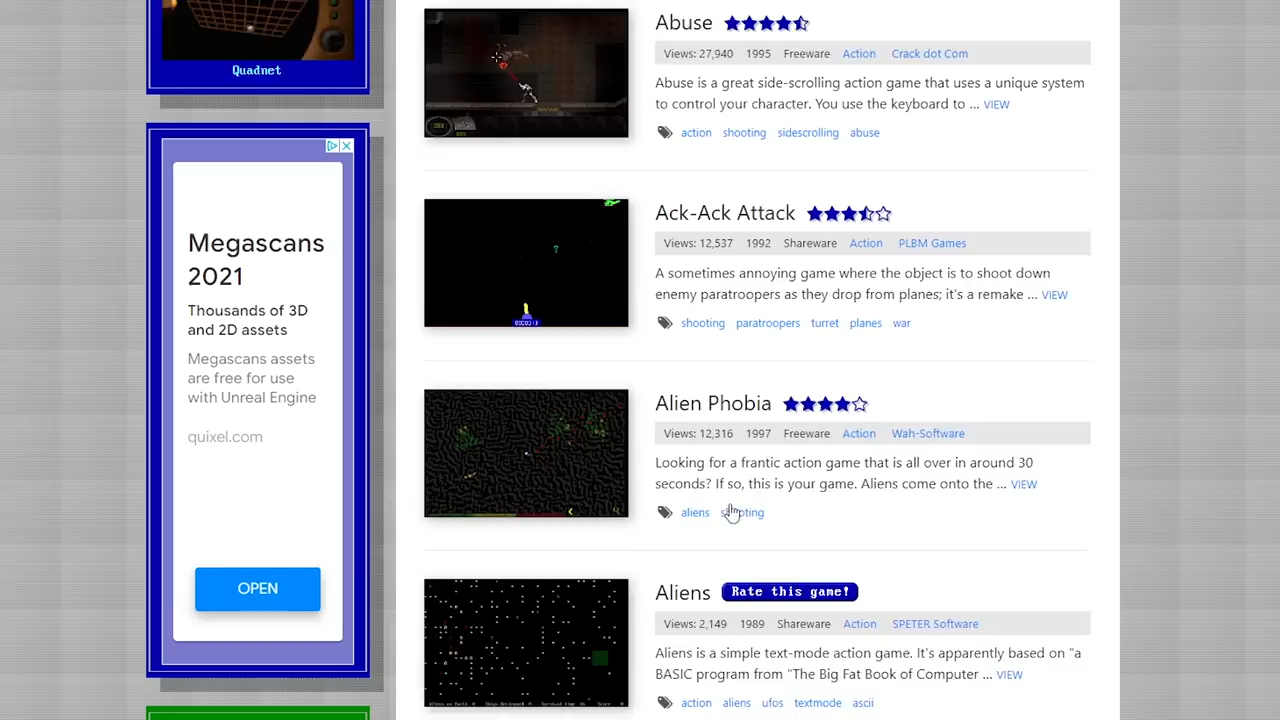 Quadnet
Megascans
2021
Thousands of 3D
and 2D assets
Megascans assets
are free for use
with Unreal Engine
quixel.com
OPEN
Abuse
Views: 27,940 1995 Freeware Action Crack dot Com
Abuse is a great side-scrolling action game that uses a unique system
to control your character. You use the keyboard to ... VIEW
action shooting sidescrolling abuse
Ack-Ack Attack
Views: 12,537 1992 Shareware Action PLBM Games
A sometimes annoying game where the object is to shoot down
enemy paratroopers as they drop from planes; it's a remake ... VIEW
shooting paratroopers turret planes war
Alien Phobia
Views: 12,316 1997 Freeware Action Wah-Software
Looking for a frantic action game that is all over in around 30
seconds? If so, this is your game. Aliens come onto the ... VIEW
aliens shooting
Aliens Rate this game!
Views: 2,149 1989 Shareware Action SPETER Software
Aliens is a simple text-mode action game. It's apparently based on "a
BASIC program from "The Big Fat Book of Computer ... VIEW
action aliens ufos textmode ascii